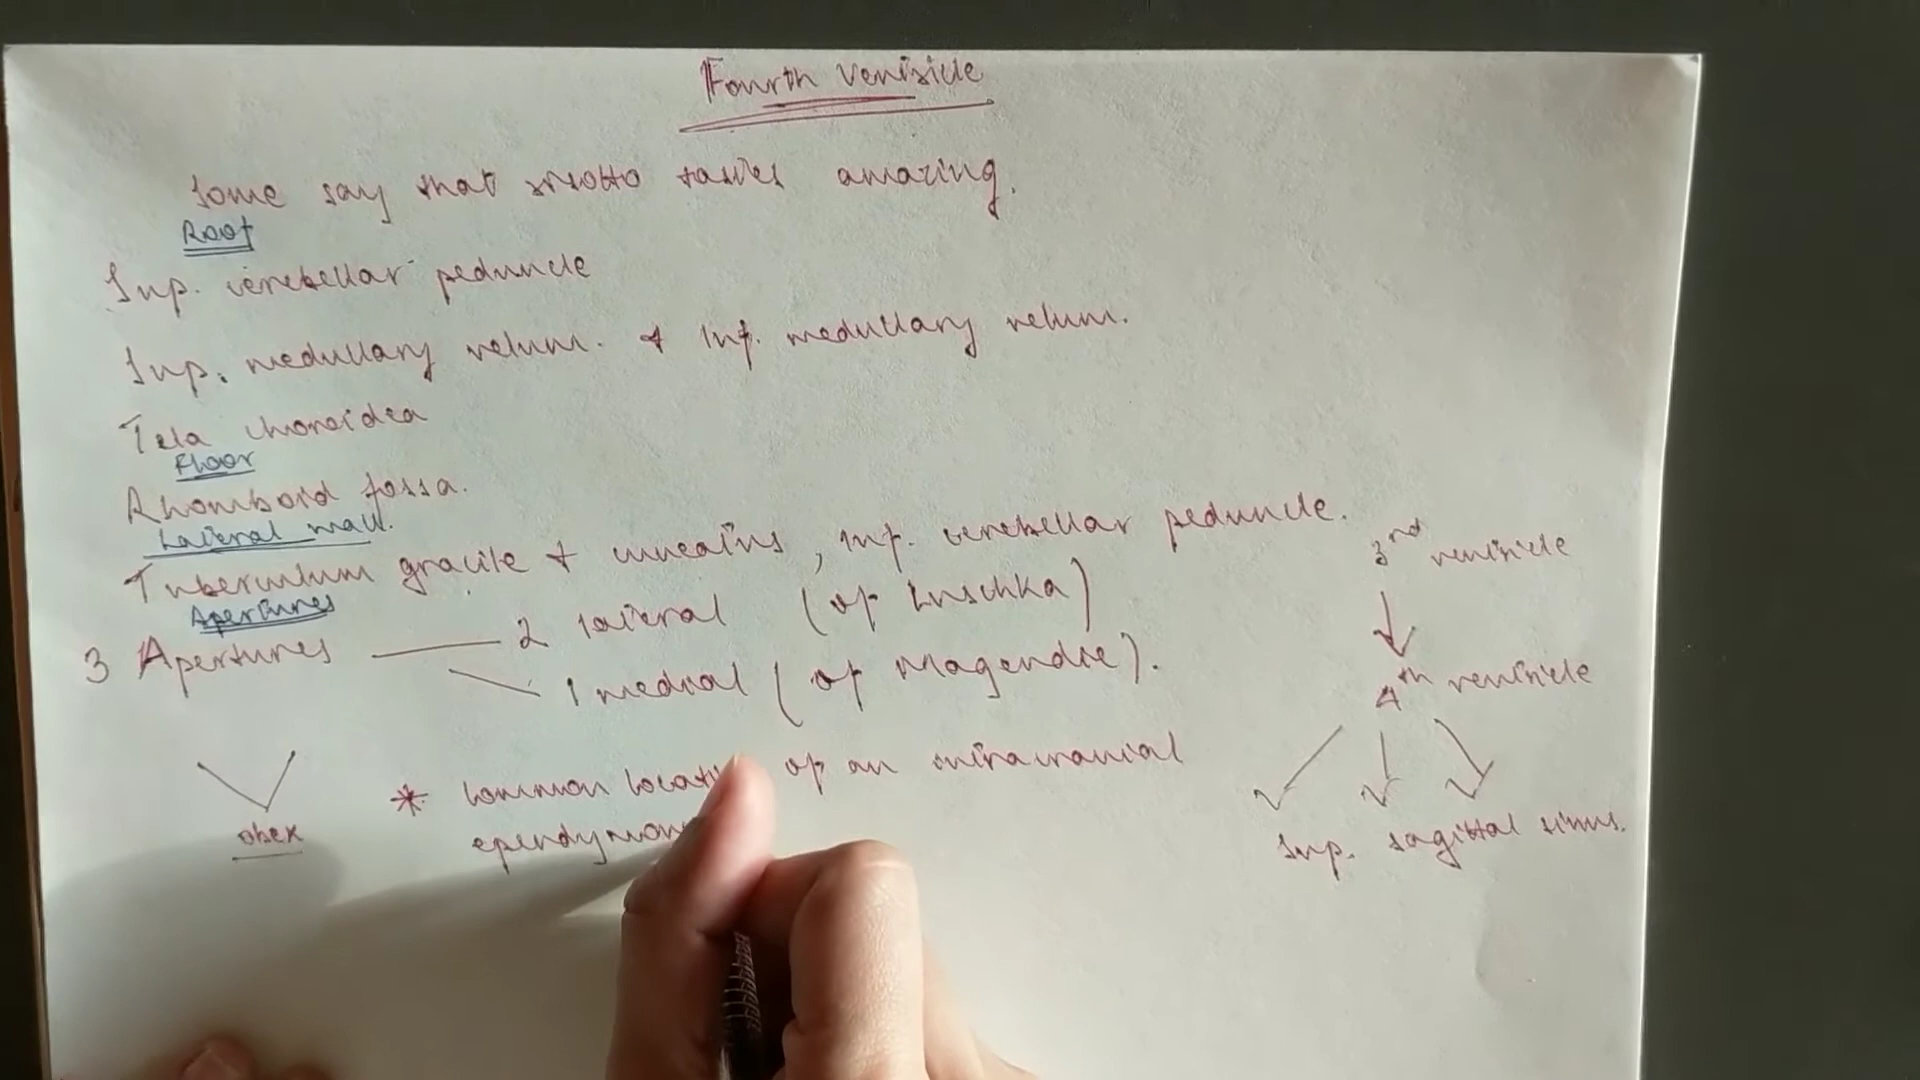 Fourth Ventricle
Some say that risotto tastes amazing.
Roof
Sup. cerebellar peduncle
Sup. medullary velum. & Inf. medullary velum.
Tela choroidea
Floor
Rhomboid fossa.
Lateral wall.
Tuberculum gracile & cuneatus, inf. cerebellar peduncle.
Apertures
3 Apertures
2 lateral (of Luschka)
1 medial (of Magendie).
obex
* Common of an intracranial
3rd ventricle
4th ventricle
Sup. sagittal sinus.